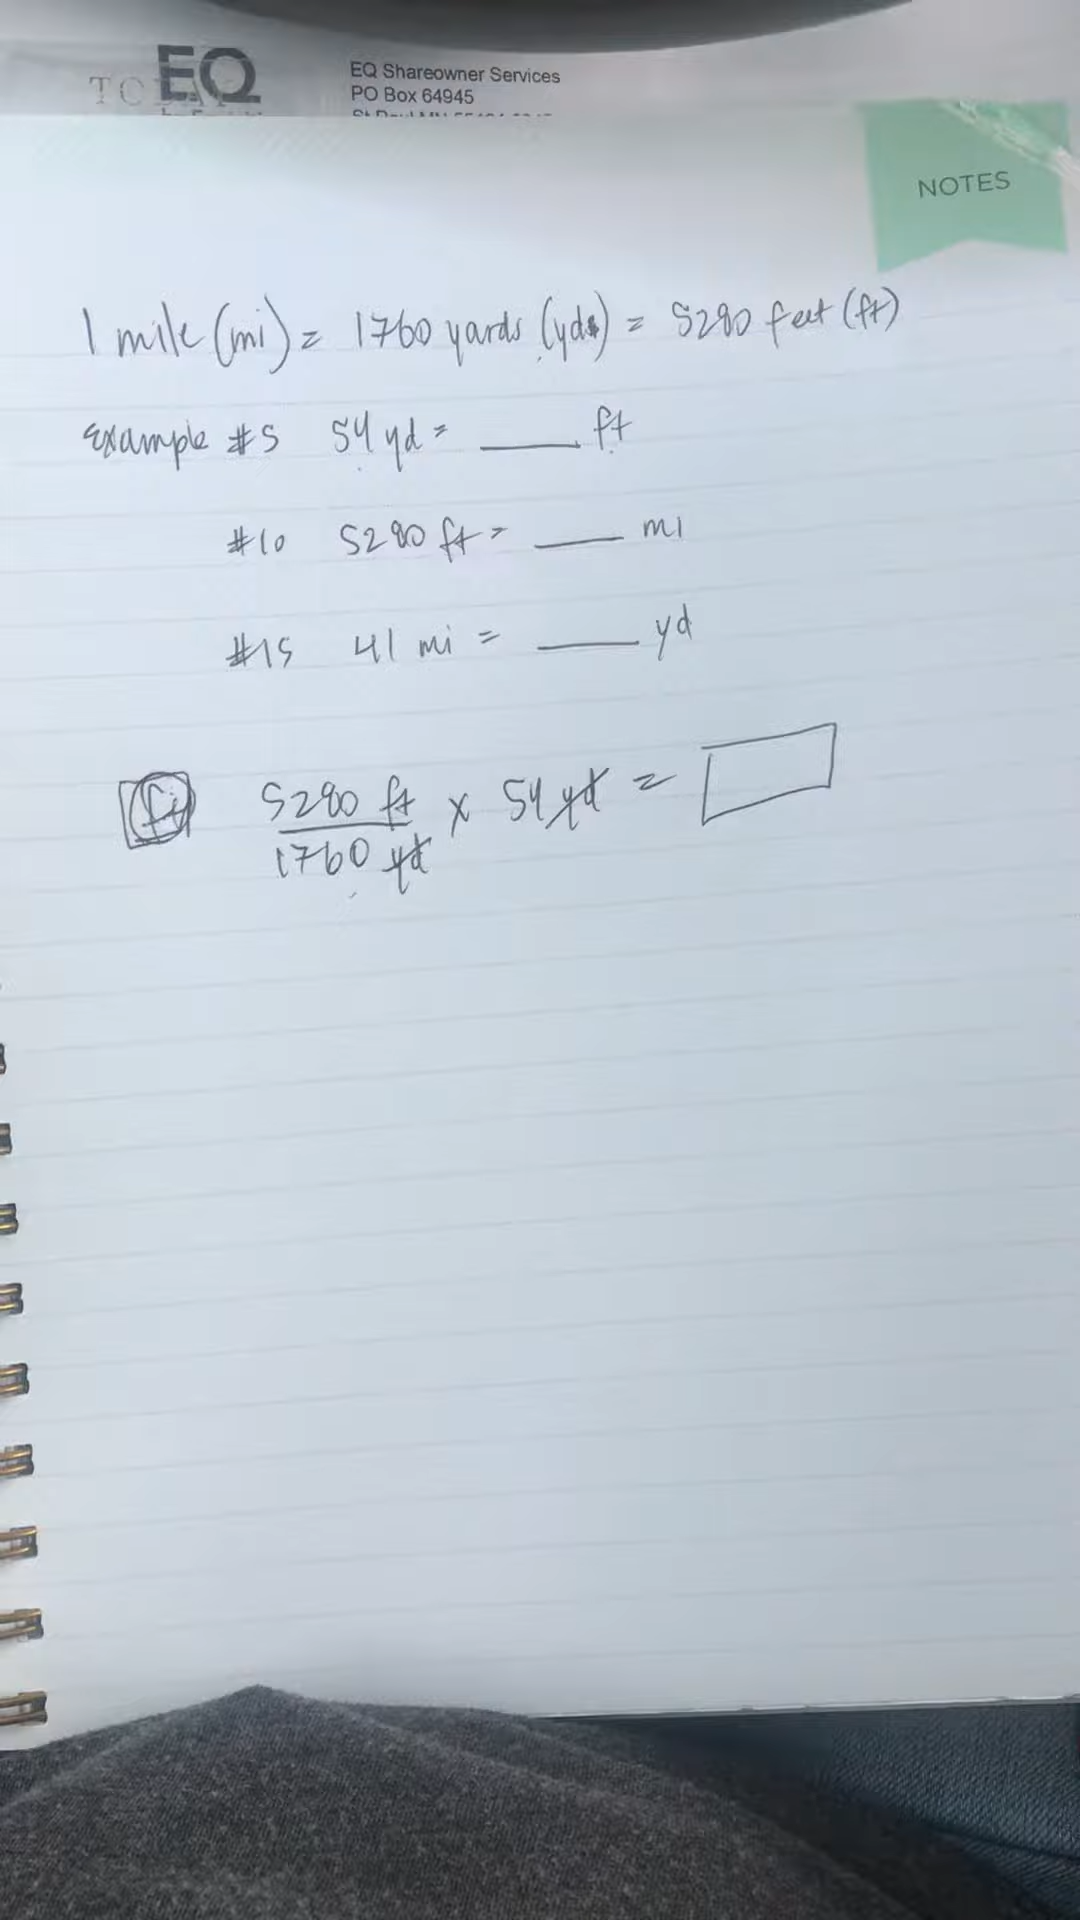 EQ
EQ Shareowner Services
PO Box 64945
NOTES
1 mile (mi) = 1760 yards (yds) = 5280 feet (ft)
Example #5 54 yd = ____ ft
#10 5280 ft = ____ mi
#15 41 mi = ____ yd
5280 ft
1760 yd × 54 yd =